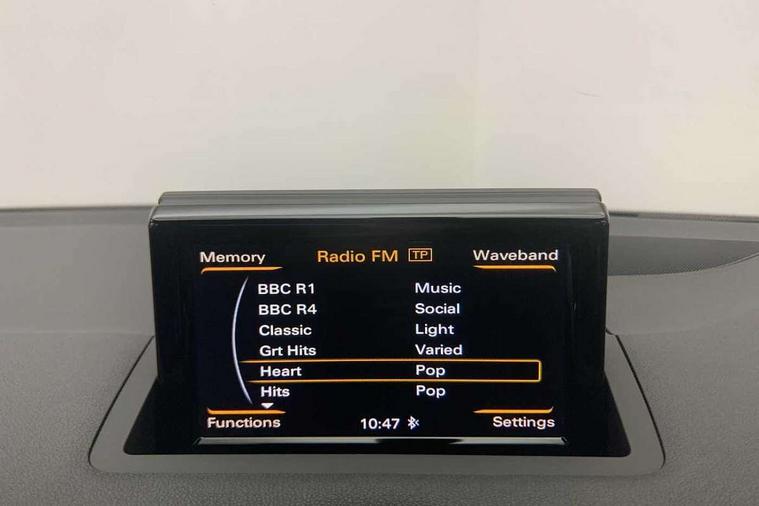 Memory Radio FM TP Waveband
BBC R1 Music
BBC R4 Social
Classic Light
Grt Hits Varied
Heart Pop
Hits Pop
Functions 10:47 Settings